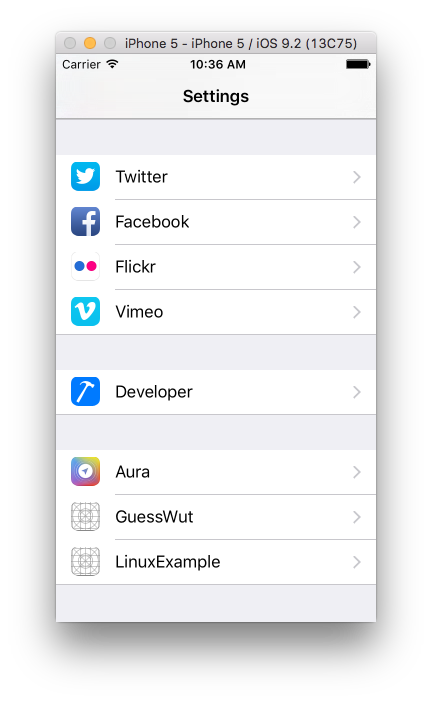 iPhone 5 - iPhone 5 / iOS 9.2 (13C75)
Carrier 10:36 AM
Settings
Twitter
Facebook
Flickr
Vimeo
Developer
Aura
GuessWut
LinuxExample